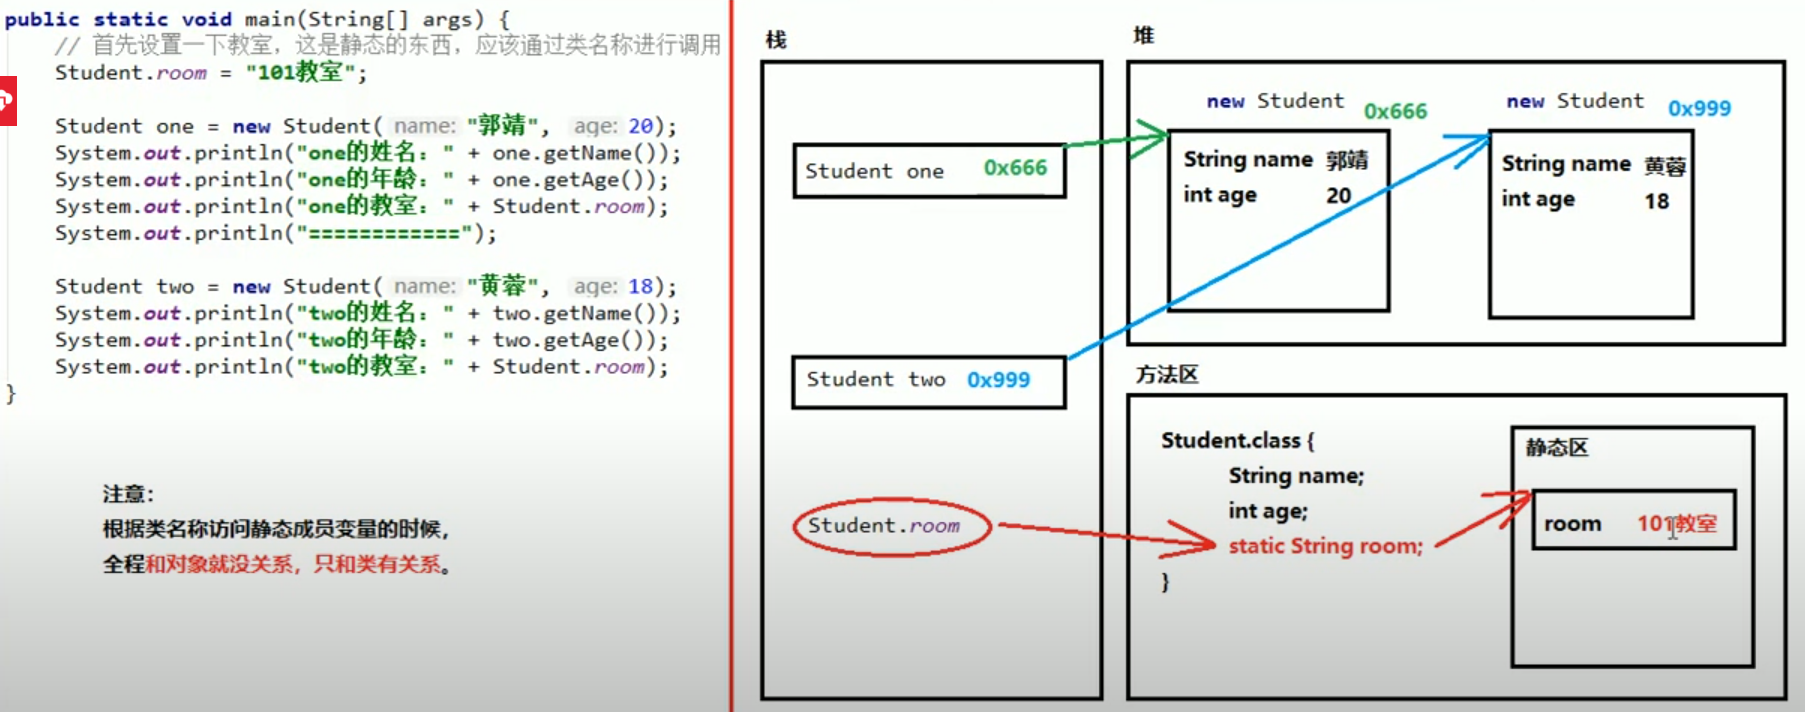 public static void main(String[] args) {
// 首先设置一下教室，这是静态的东西，应该通过类名称进行调用
Student.room = "101教室";
Student one = new Student( name: "郭靖", age: 20);
System.out.println("one的姓名：" + one.getName());
System.out.println("one的年龄：" + one.getAge());
System.out.println("one的教室：" + Student.room);
System.out.println("============");
Student two = new Student( name: "黄蓉", age: 18);
System.out.println("two的姓名：" + two.getName());
System.out.println("two的年龄：" + two.getAge());
System.out.println("two的教室：" + Student.room);
}
注意：
根据类名称访问静态成员变量的时候，
全程和对象就没关系，只和类有关系。
栈
Student one 0x666
Student two 0x999
Student.room
堆
new Student 0x666
String name 郭靖
int age 20
new Student 0x999
String name 黄蓉
int age 18
方法区
Student.class {
String name;
int age;
static String room;
}
静态区
room 101教室